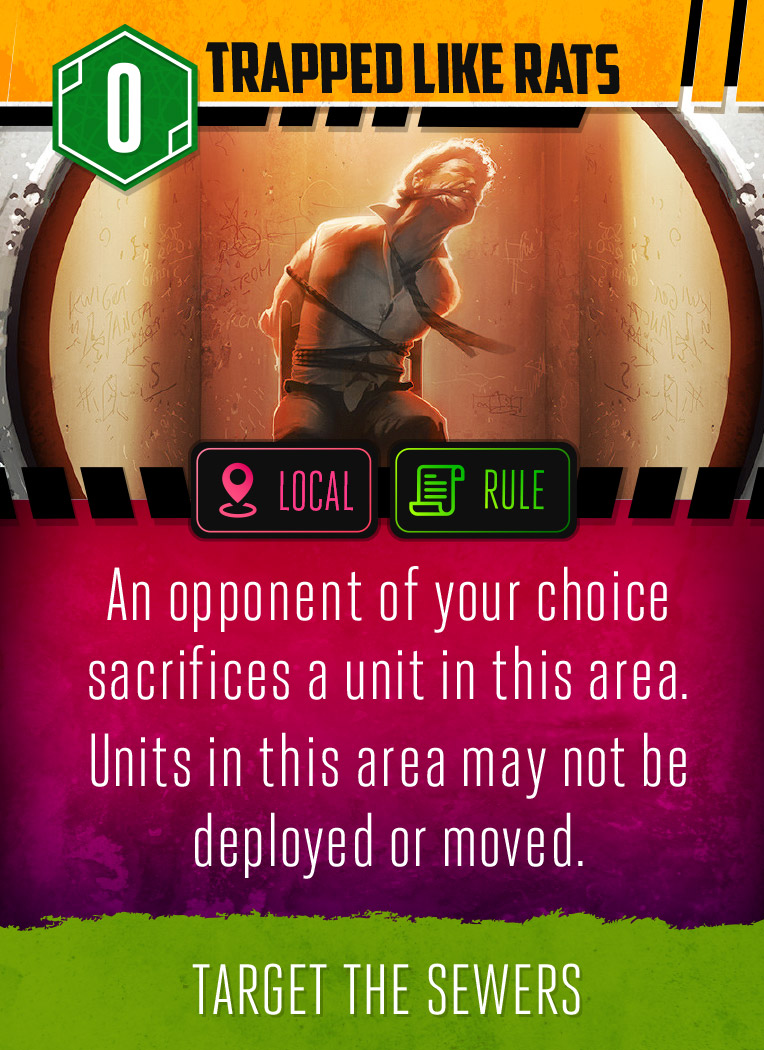 0
TRAPPED LIKE RATS
LOCAL
RULE
An opponent of your choice
sacrifices a unit in this area.
Units in this area may not be
deployed or moved.
TARGET THE SEWERS